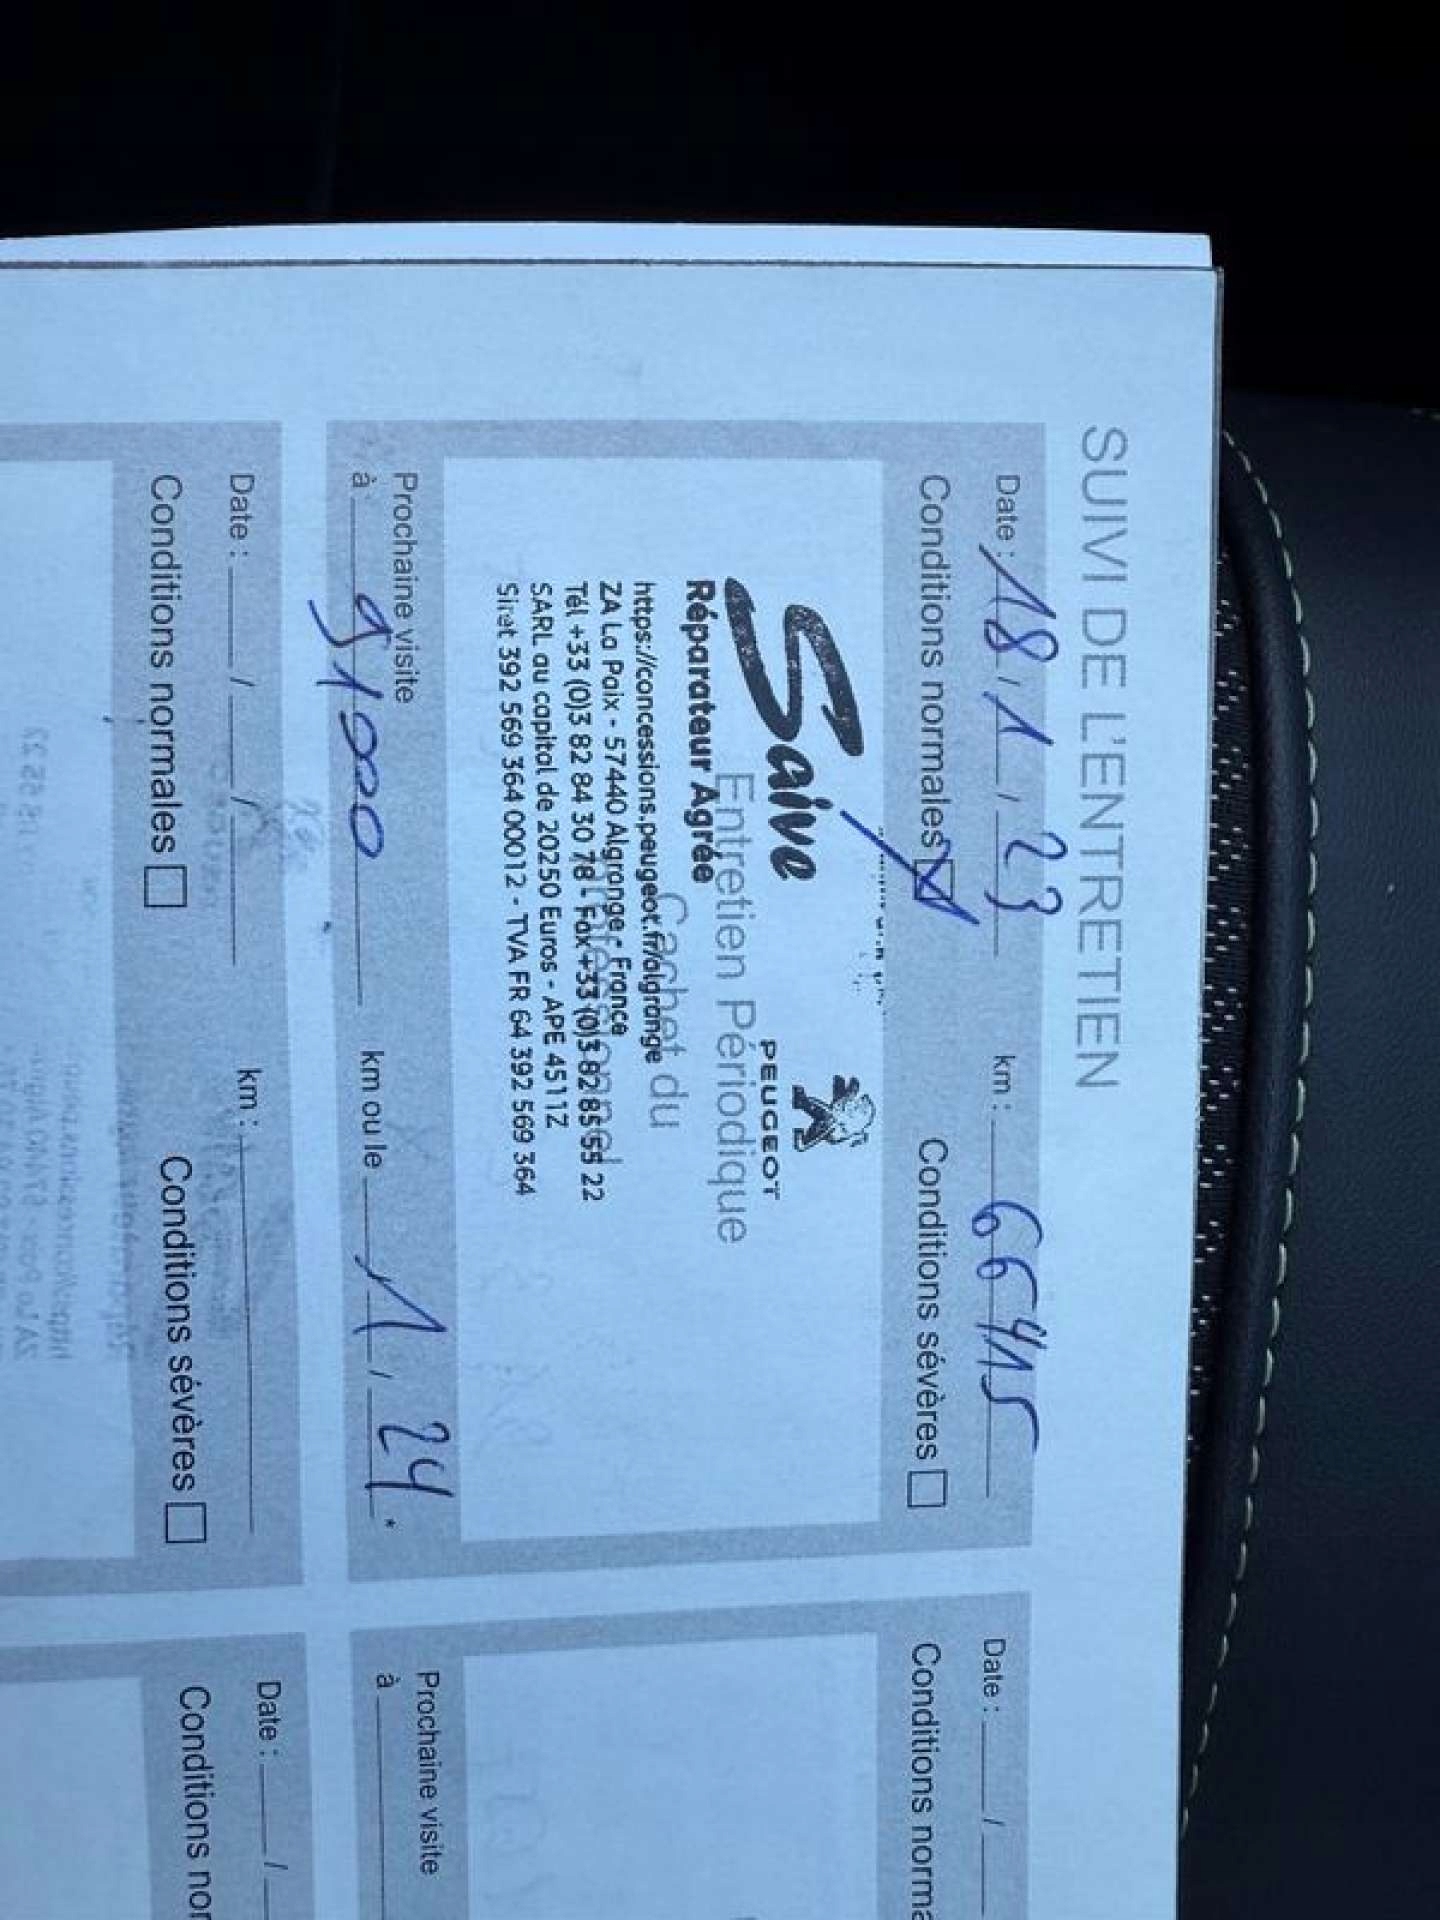 SUIVI DE L'ENTRETIEN
Date : 18 / 1 / 23 km : 66415
Conditions normales Conditions sévères
Saive PEUGEOT
Entretien Périodique
Réparateur Agréé
Cachet du
https://concessions.peugeot.fr/algrange
ZA La Paix - 57440 Algrange - France
Tél +33 (0)3 82 84 30 78 - Fax +33 (0)3 82 85 55 22
SARL au capital de 20250 Euros - APE 4511Z
Siret 392 569 364 00012 - TVA FR 64 392 569 364
Prochaine visite
à 91000 km ou le 1 / 24 *
Date : / / km :
Conditions normales Conditions sévères
Date : /
Conditions norma
Prochaine visite
à
Date : /
Conditions nor